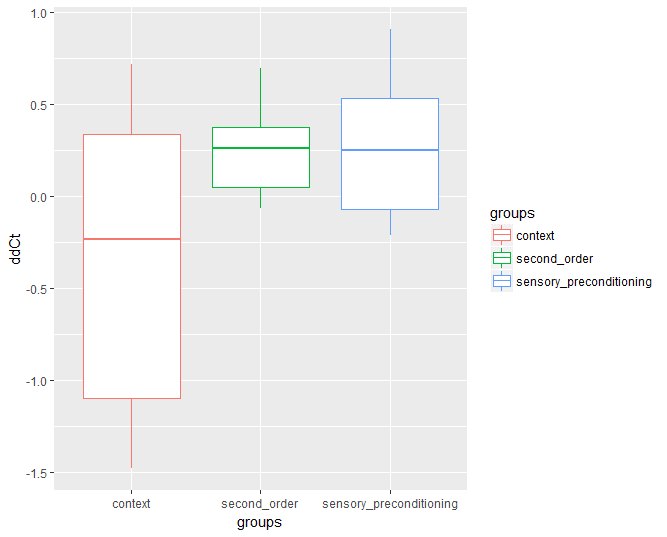 1.0
0.5
0.0
-0.5
-1.0
-1.5
ddCt
context
second_order
sensory_preconditioning
groups
groups
context
second_order
sensory_preconditioning